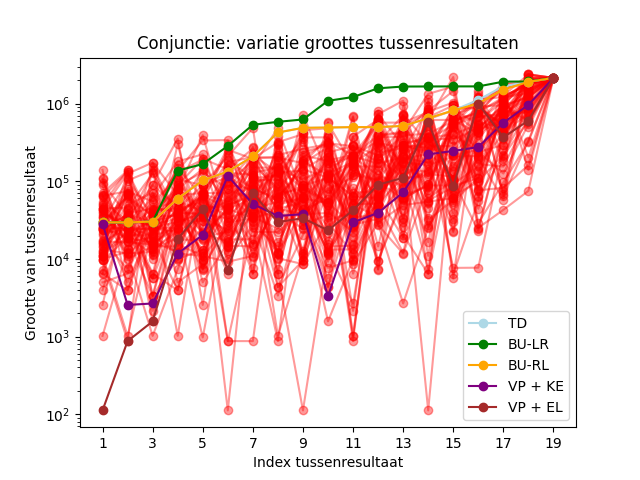 Conjunctie: variatie groottes tussenresultaten
Grootte van tussenresultaat
10^6
10^5
10^4
10^3
10^2
TD
BU-LR
BU-RL
VP + KE
VP + EL
1 3 5 7 9 11 13 15 17 19
Index tussenresultaat